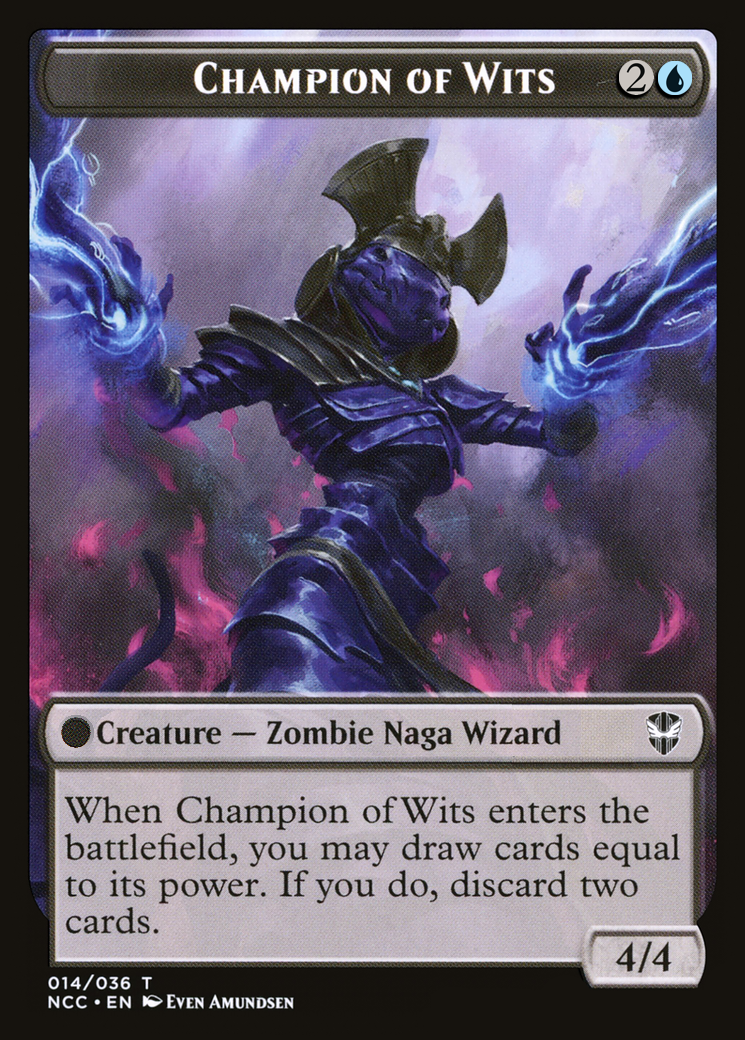 Champion of Wits 2
Creature — Zombie Naga Wizard
When Champion of Wits enters the
battlefield, you may draw cards equal
to its power. If you do, discard two
cards.
4/4
014/036 T
NCC • EN Even Amundsen